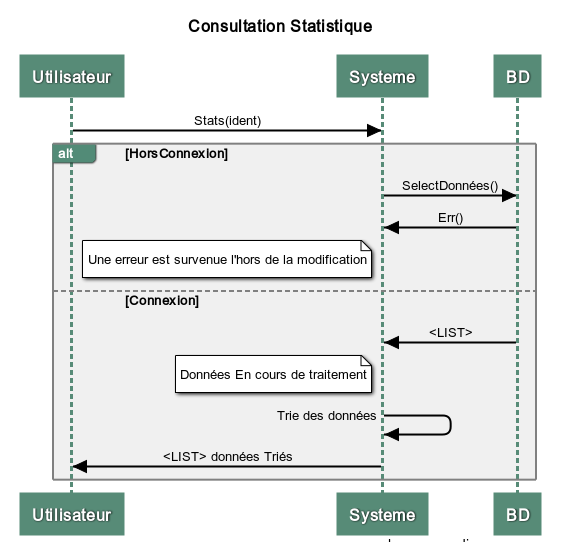 Consultation Statistique
Utilisateur Systeme BD
Stats(ident)
alt [HorsConnexion]
SelectDonnées()
Err()
Une erreur est survenue l'hors de la modification
[Connexion]
<LIST>
Données En cours de traitement
Trie des données
<LIST> données Triés
Utilisateur Systeme BD